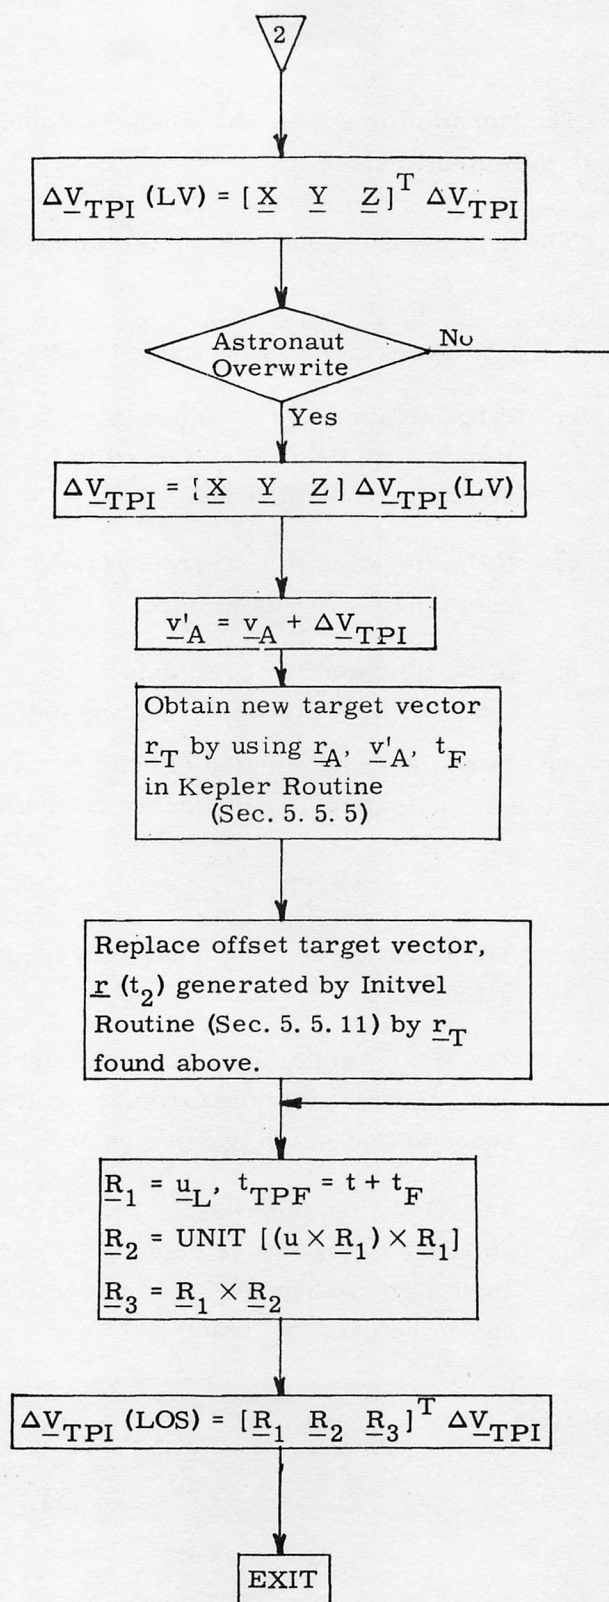 2
ΔV_TPI (LV) = [X Y Z]^T ΔV_TPI
Astronaut
Overwrite
No
Yes
ΔV_TPI = [X Y Z] ΔV_TPI (LV)
v'_A = v_A + ΔV_TPI
Obtain new target vector
r_T by using r_A, v'_A, t_F
in Kepler Routine
(Sec. 5. 5. 5)
Replace offset target vector,
r (t_2) generated by Initvel
Routine (Sec. 5. 5. 11) by r_T
found above.
R_1 = u_L, t_TPF = t + t_F
R_2 = UNIT [(u × R_1) × R_1]
R_3 = R_1 × R_2
ΔV_TPI (LOS) = [R_1 R_2 R_3]^T ΔV_TPI
EXIT